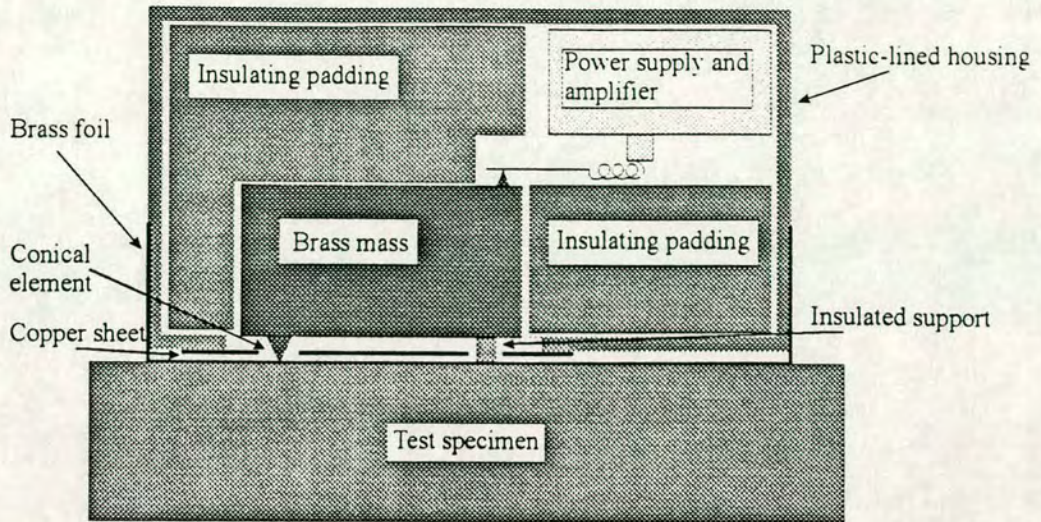 Insulating padding
Power supply and
amplifier
Plastic-lined housing
Brass foil
Brass mass
Insulating padding
Conical
element
Insulated support
Copper sheet
Test specimen